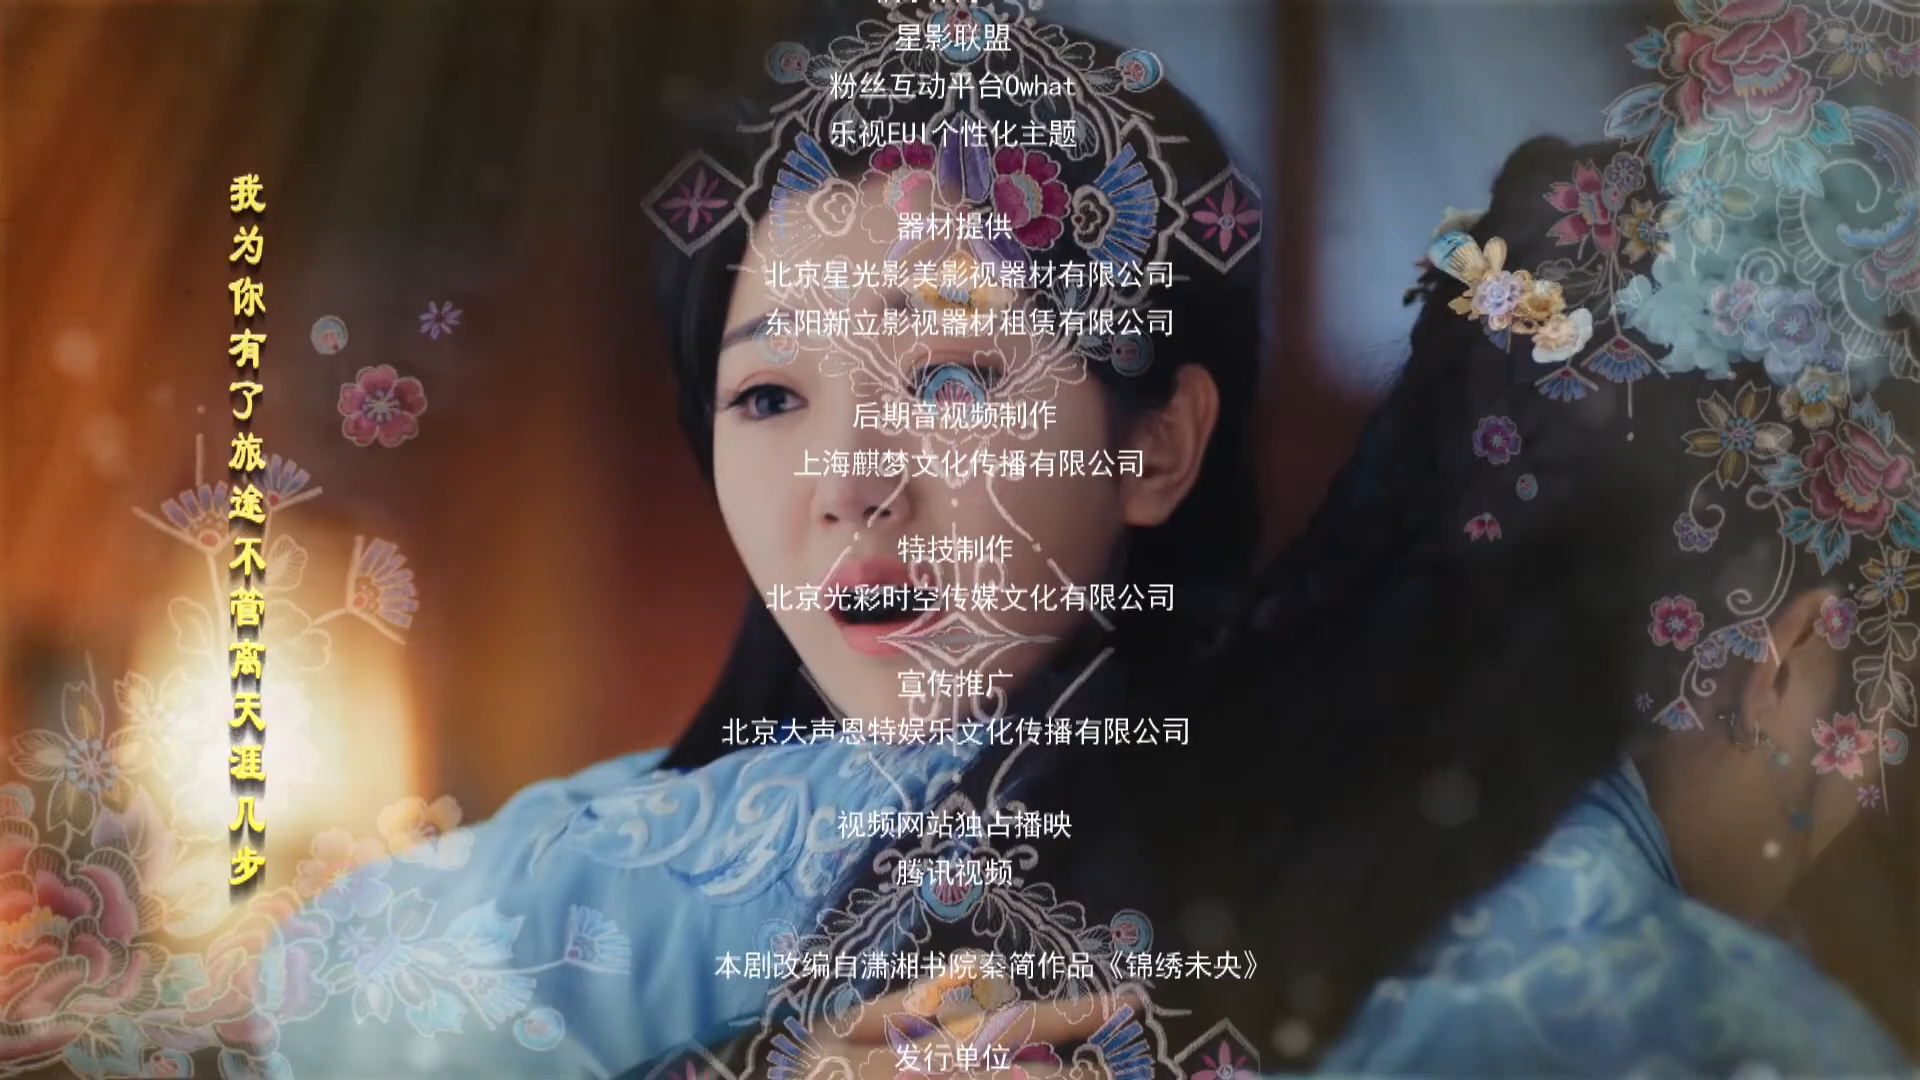 星影联盟
粉丝互动平台Owhat
乐视EUI个性化主题
器材提供
北京星光影美影视器材有限公司
东阳新立影视器材租赁有限公司
后期音视频制作
上海麒梦文化传播有限公司
特技制作
北京光彩时空传媒文化有限公司
宣传推广
北京大声恩特娱乐文化传播有限公司
视频网站独占播映
腾讯视频
本剧改编自潇湘书院秦简作品《锦绣未央》
发行单位
我为你有了旅途不管离天涯几步